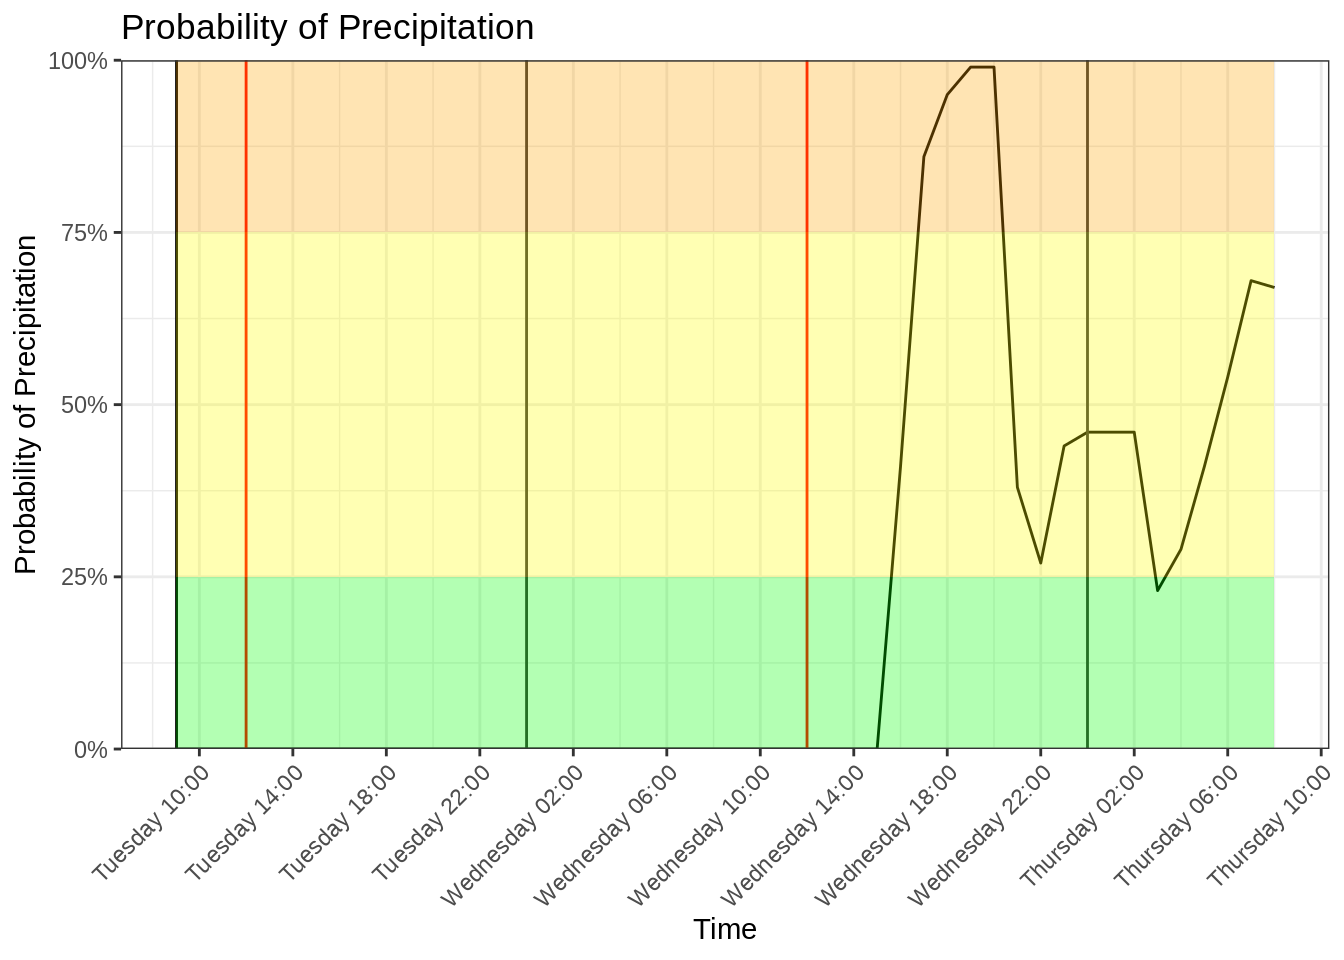 Probability of Precipitation
Probability of Precipitation
100%
75%
50%
25%
0%
Tuesday 10:00
Tuesday 14:00
Tuesday 18:00
Tuesday 22:00
Wednesday 02:00
Wednesday 06:00
Wednesday 10:00
Wednesday 14:00
Wednesday 18:00
Wednesday 22:00
Thursday 02:00
Thursday 06:00
Thursday 10:00
Time